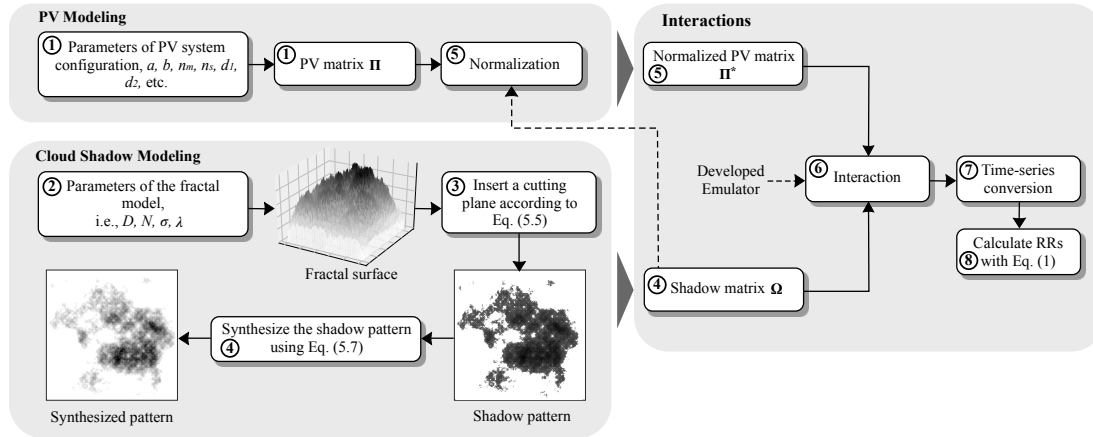 PV Modeling
① Parameters of PV system
configuration, a, b, nₘ, nₛ, d₁,
d₂, etc.
①
PV matrix Π
⑤
Normalization
Cloud Shadow Modeling
② Parameters of the fractal
model,
i.e., D, N, σ, λ
Fractal surface
③ Insert a cutting
plane according to
Eq. (5.5)
Shadow pattern
Synthesize the shadow pattern
④ using Eq. (5.7)
Synthesized pattern
Interactions
Normalized PV matrix
⑤ Π*
④ Shadow matrix Ω
Developed
Emulator
⑥ Interaction
⑦ Time-series
conversion
Calculate RRs
⑧ with Eq. (1)